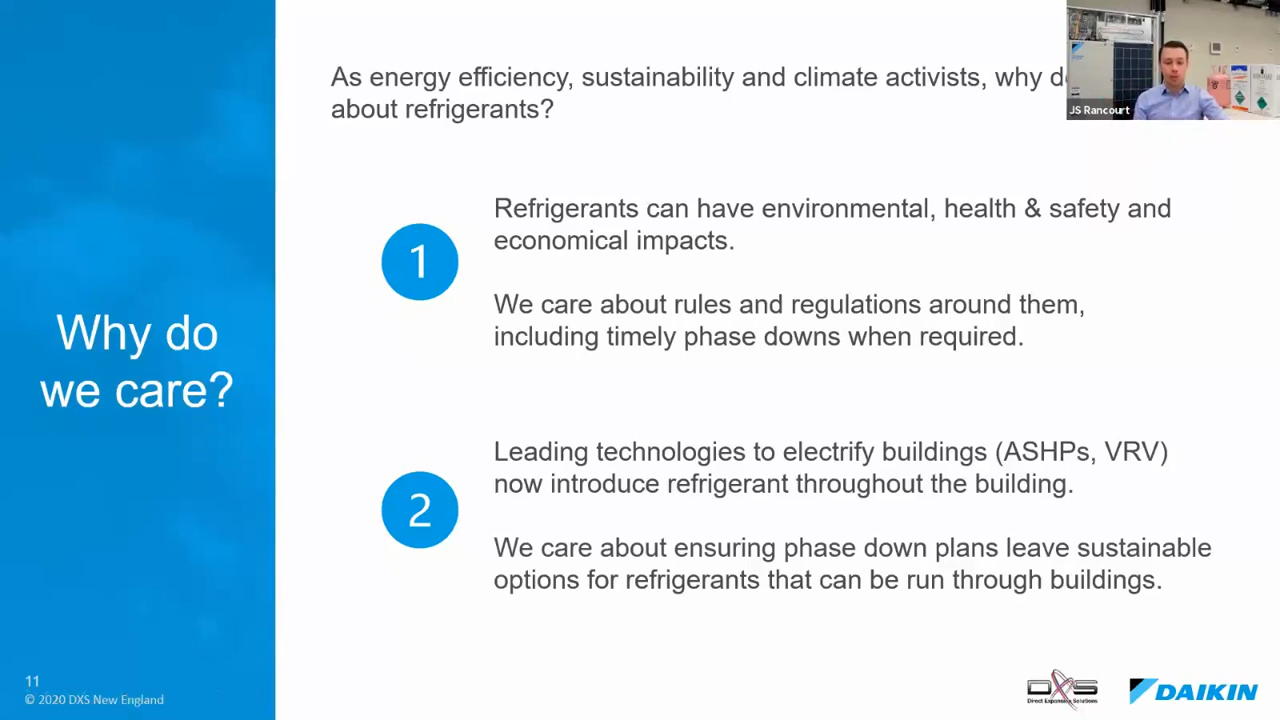 As energy efficiency, sustainability and climate activists, why
about refrigerants?
JS Rancourt
Why do
we care?
1
Refrigerants can have environmental, health & safety and
economical impacts.
We care about rules and regulations around them,
including timely phase downs when required.
2
Leading technologies to electrify buildings (ASHPs, VRV)
now introduce refrigerant throughout the building.
We care about ensuring phase down plans leave sustainable
options for refrigerants that can be run through buildings.
11
© 2020 DXS New England
DXS
Direct Expansion Solutions
DAIKIN